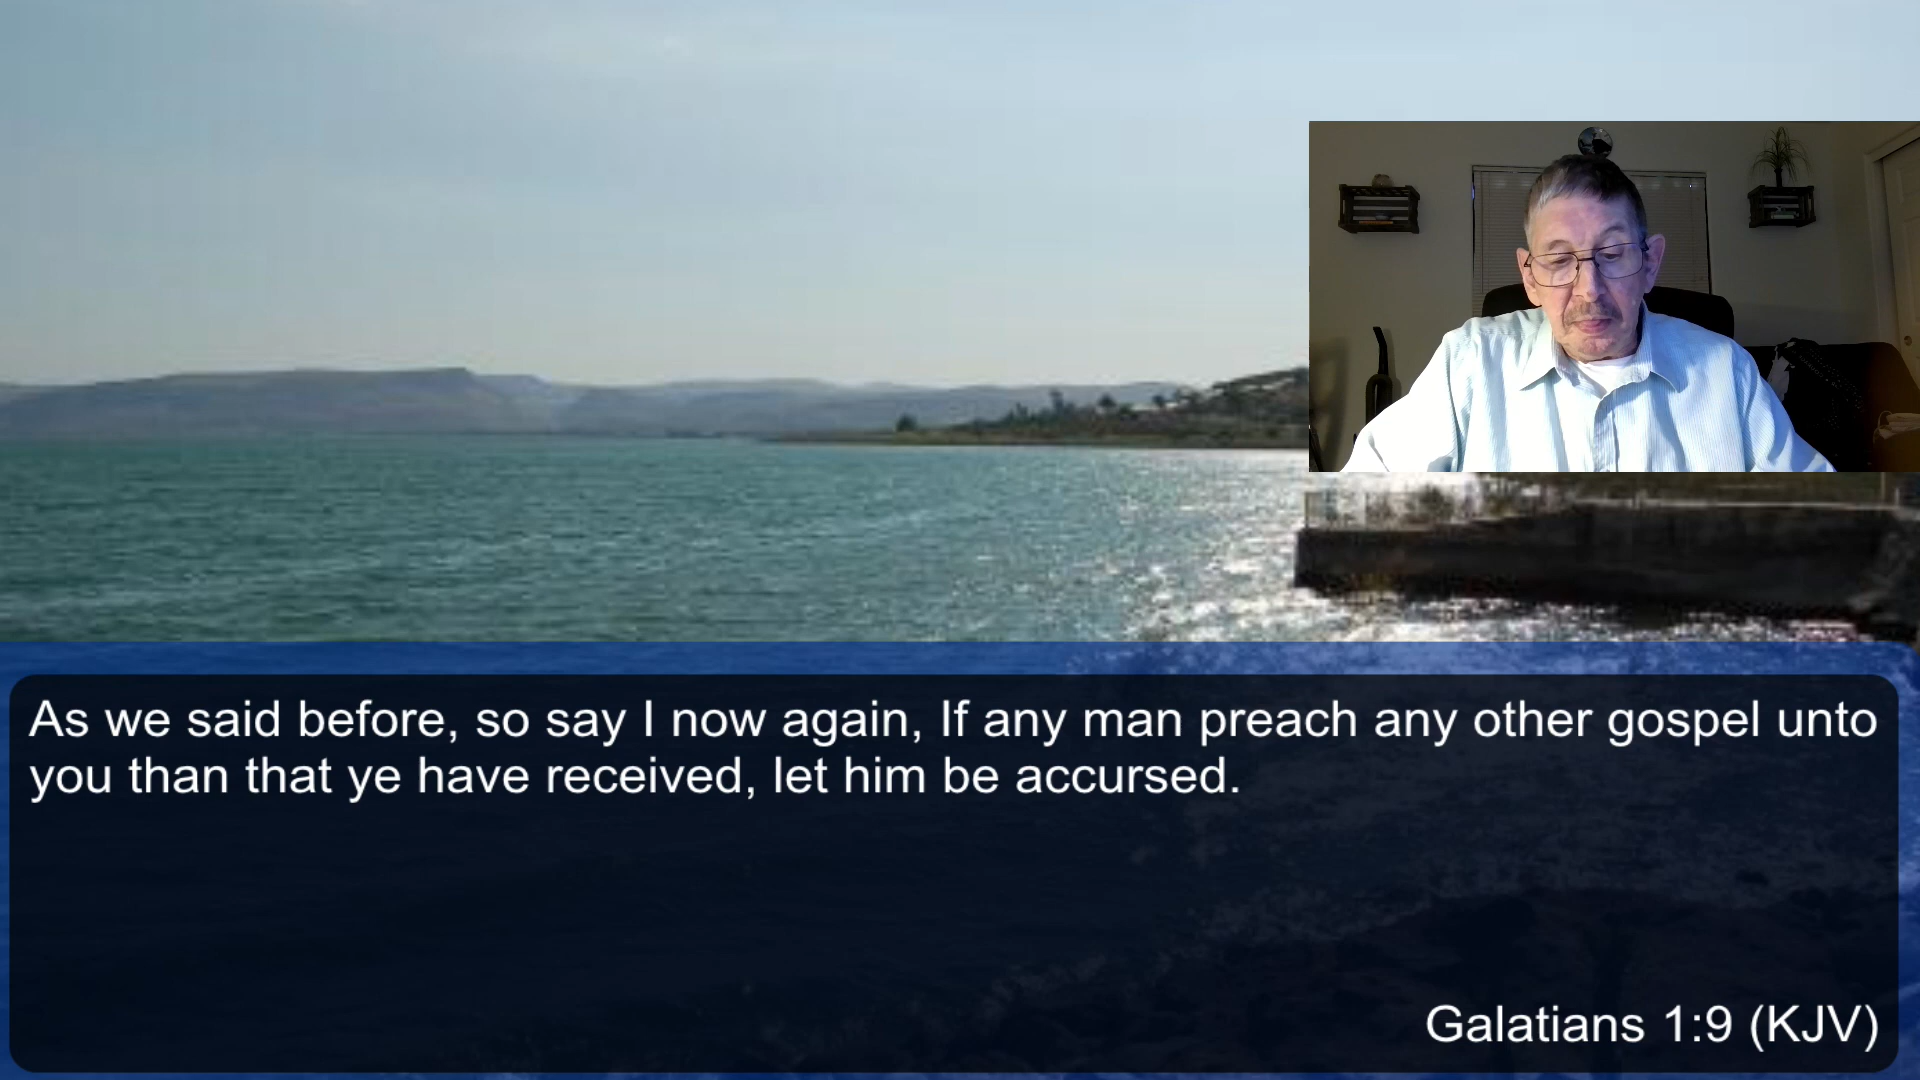 As we said before, so say I now again, If any man preach any other gospel unto
you than that ye have received, let him be accursed.
Galatians 1:9 (KJV)